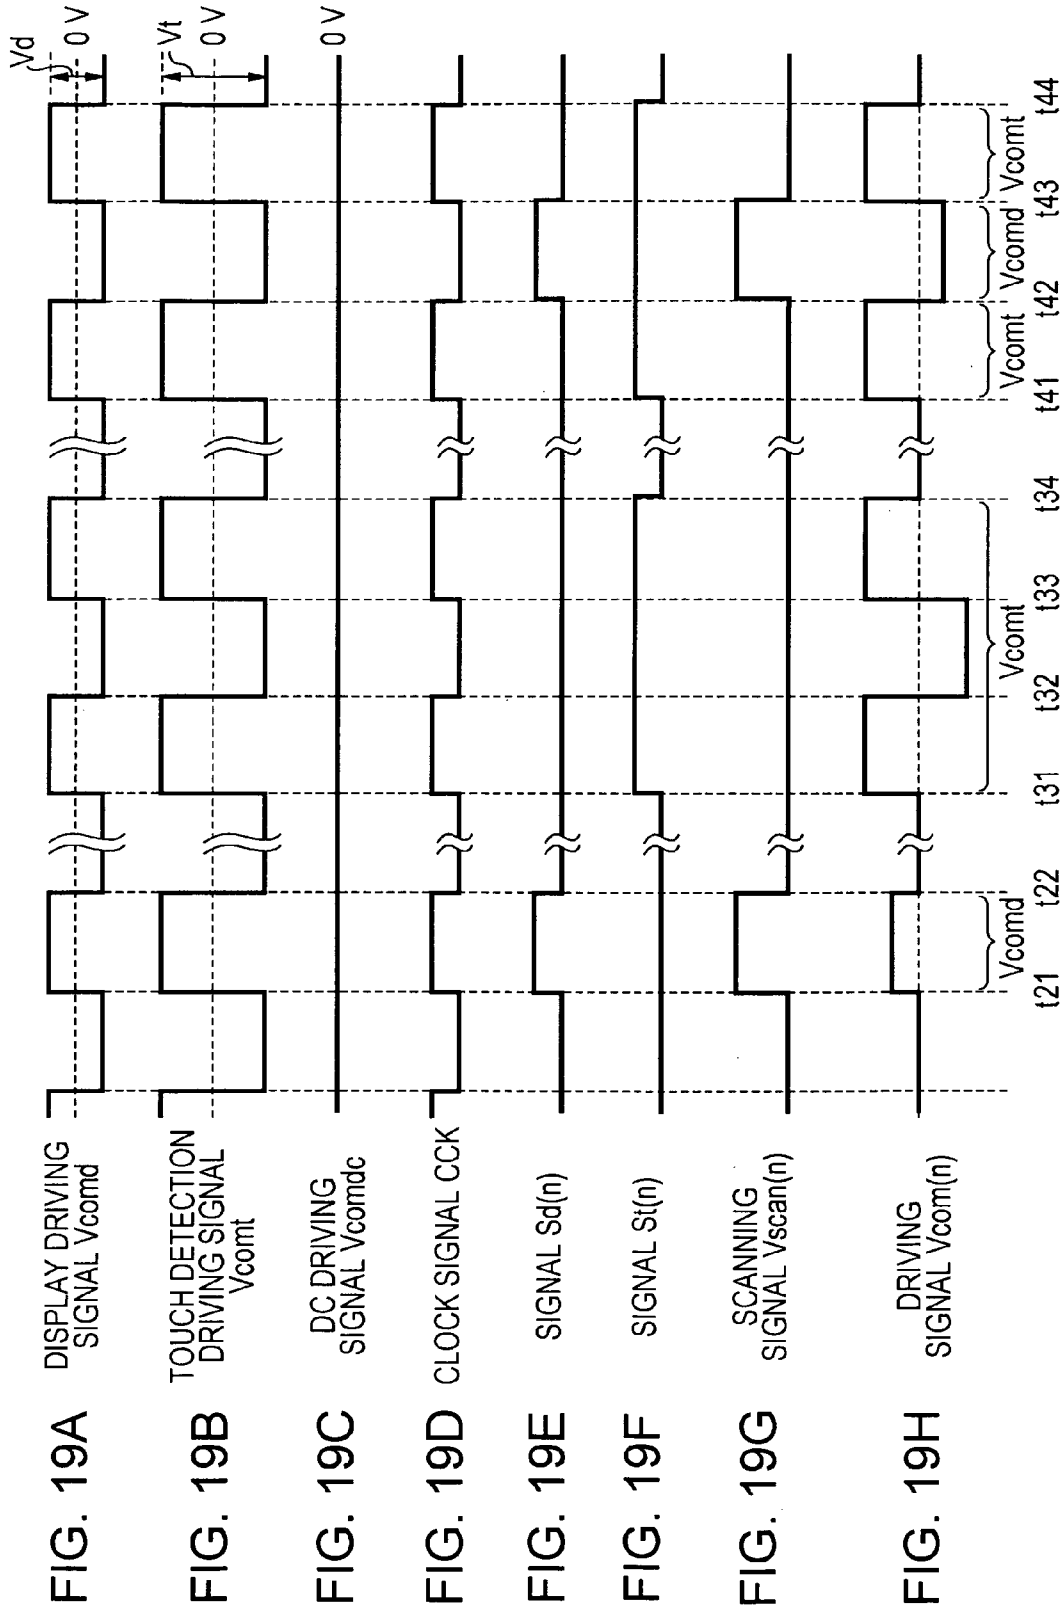 FIG. 19A
DISPLAY DRIVING
SIGNAL Vcomd
Vd
0 V
FIG. 19B
TOUCH DETECTION
DRIVING SIGNAL
Vcomt
Vt
0 V
FIG. 19C
DC DRIVING
SIGNAL Vcomdc
0 V
FIG. 19D
CLOCK SIGNAL CCK
FIG. 19E
SIGNAL Sd(n)
FIG. 19F
SIGNAL St(n)
FIG. 19G
SCANNING
SIGNAL Vscan(n)
FIG. 19H
DRIVING
SIGNAL Vcom(n)
Vcomd
Vcomt
Vcomt
Vcomd
Vcomt
t21 t22 t31 t32 t33 t34 t41 t42 t43 t44